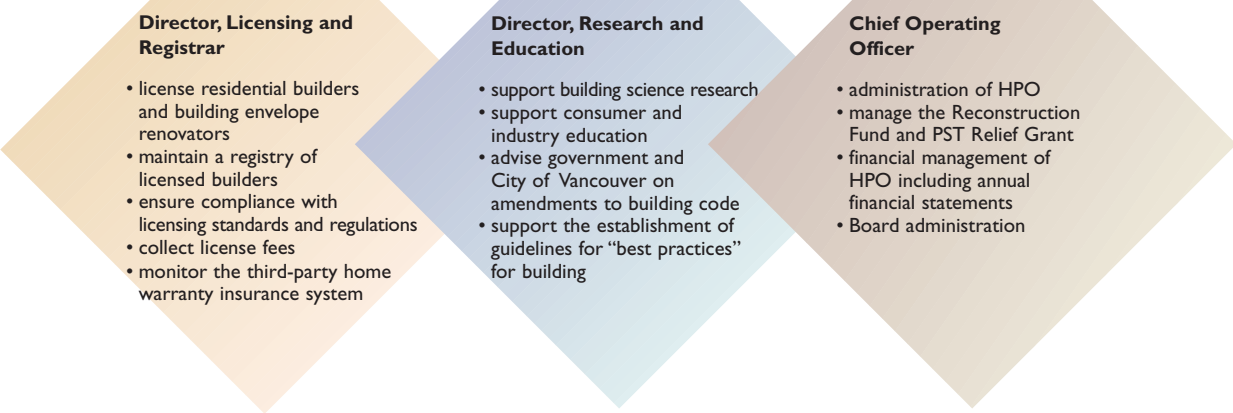 Director, Licensing and
Registrar
• license residential builders
and building envelope
renovators
• maintain a registry of
licensed builders
• ensure compliance with
licensing standards and regulations
• collect license fees
• monitor the third-party home
warranty insurance system
Director, Research and
Education
• support building science research
• support consumer and
industry education
• advise government and
City of Vancouver on
amendments to building code
• support the establishment of
guidelines for “best practices”
for building
Chief Operating
Officer
• administration of HPO
• manage the Reconstruction
Fund and PST Relief Grant
• financial management of
HPO including annual
financial statements
• Board administration